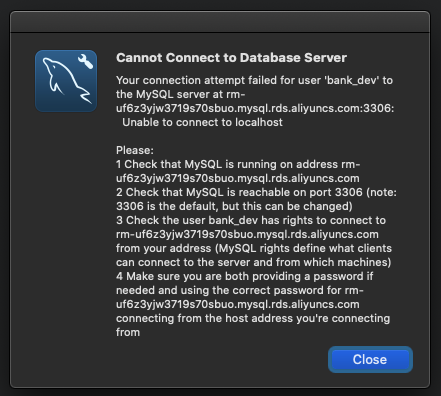 Cannot Connect to Database Server
Your connection attempt failed for user 'bank_dev' to
the MySQL server at rm-
uf6z3yjw3719s70sbuo.mysql.rds.aliyuncs.com:3306:
Unable to connect to localhost
Please:
1 Check that MySQL is running on address rm-
uf6z3yjw3719s70sbuo.mysql.rds.aliyuncs.com
2 Check that MySQL is reachable on port 3306 (note:
3306 is the default, but this can be changed)
3 Check the user bank_dev has rights to connect to
rm-uf6z3yjw3719s70sbuo.mysql.rds.aliyuncs.com
from your address (MySQL rights define what clients
can connect to the server and from which machines)
4 Make sure you are both providing a password if
needed and using the correct password for rm-
uf6z3yjw3719s70sbuo.mysql.rds.aliyuncs.com
connecting from the host address you're connecting
from
Close